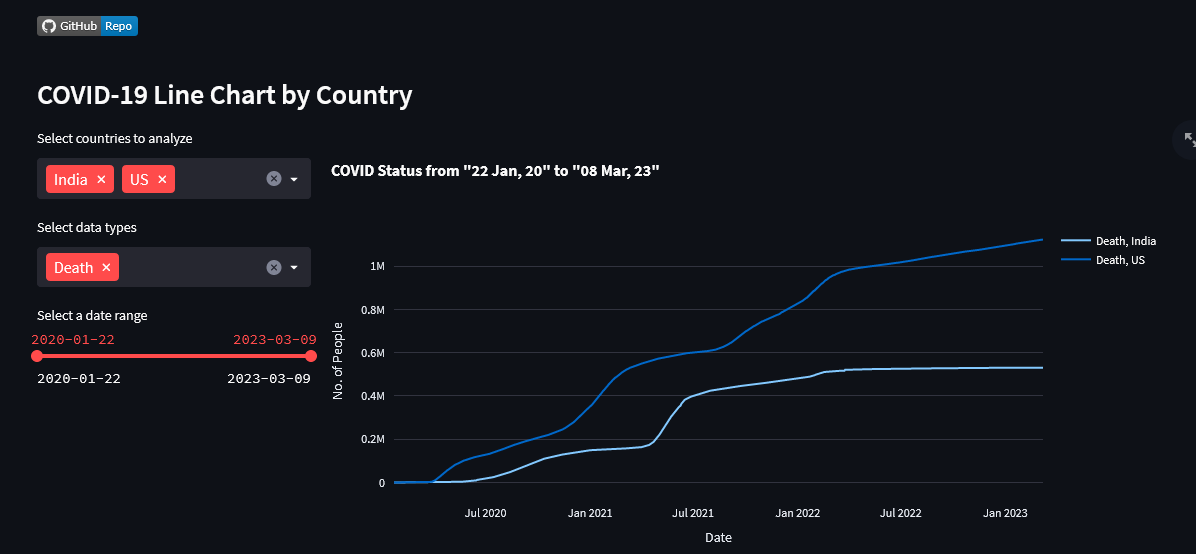 GitHub Repo
COVID-19 Line Chart by Country
Select countries to analyze
India × US ×
Select data types
Death ×
Select a date range
2020-01-22 2023-03-09
2020-01-22 2023-03-09
COVID Status from "22 Jan, 20" to "08 Mar, 23"
Death, India
Death, US
No. of People
1M
0.8M
0.6M
0.4M
0.2M
0
Jul 2020 Jan 2021 Jul 2021 Jan 2022 Jul 2022 Jan 2023
Date